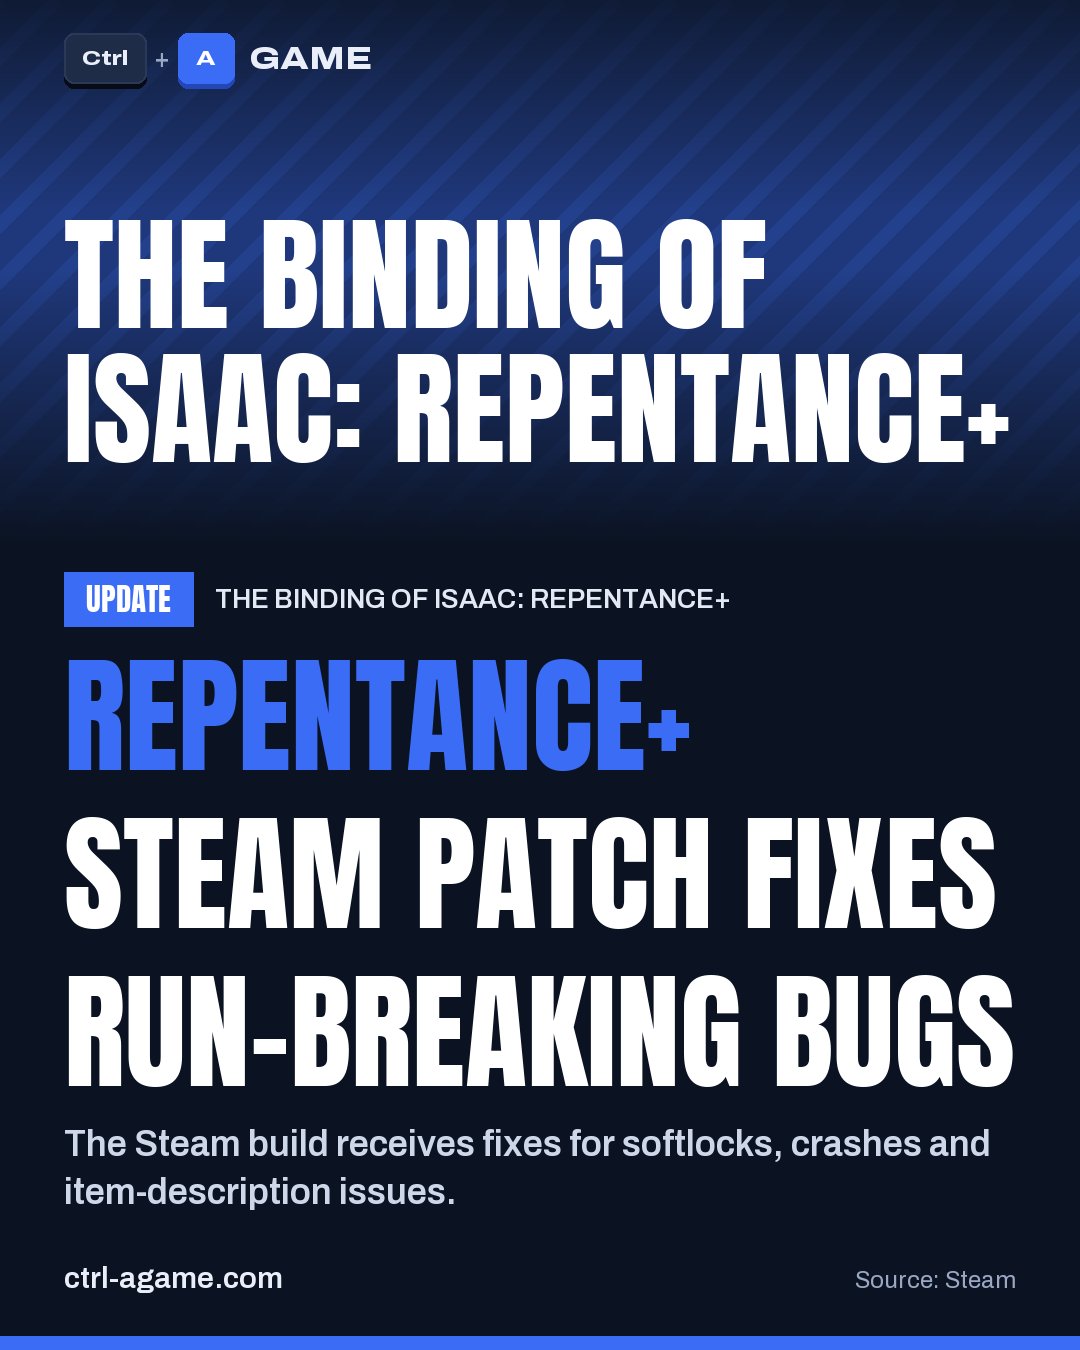 Ctrl + A GAME
THE BINDING OF
ISAAC: REPENTANCE+
UPDATE THE BINDING OF ISAAC: REPENTANCE+
REPENTANCE+
STEAM PATCH FIXES
RUN-BREAKING BUGS
The Steam build receives fixes for softlocks, crashes and
item-description issues.
ctrl-agame.com Source: Steam